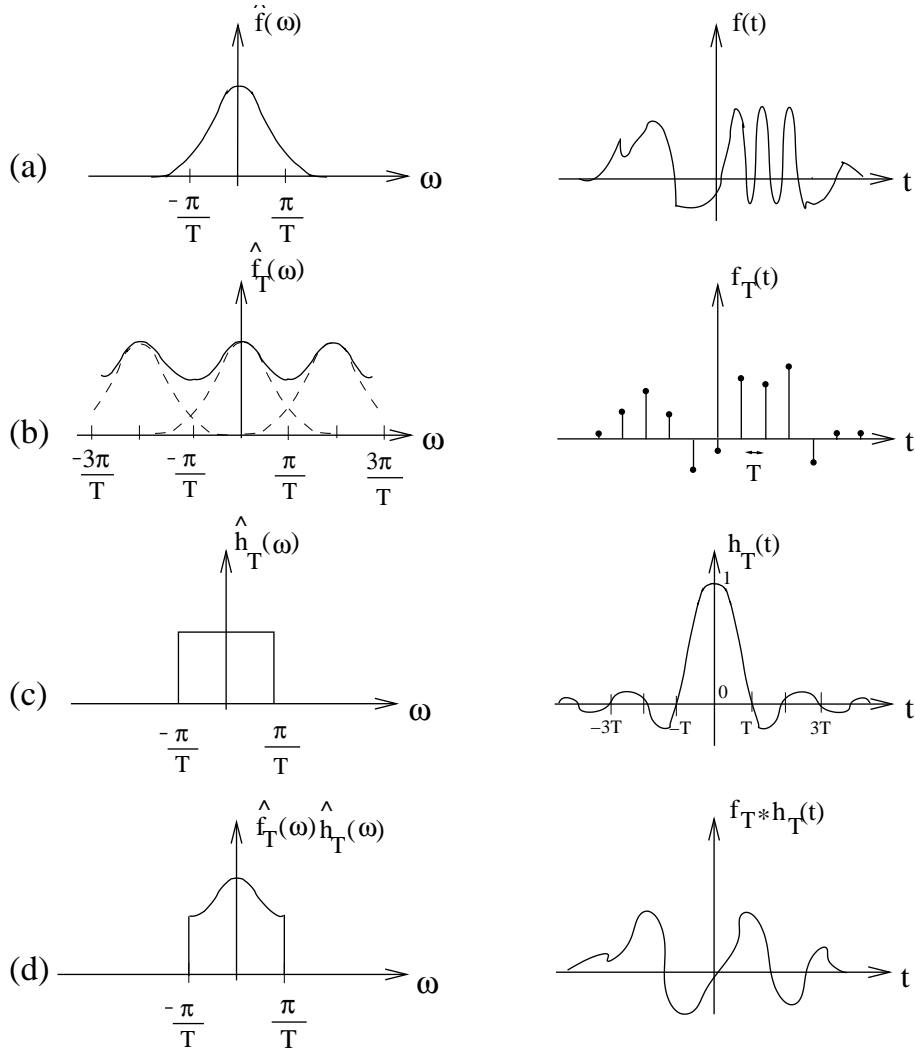 f̂(ω) f(t)
(a) ω t
-π/T π/T
f̂_T(ω) f_T(t)
(b) ω t
-3π/T -π/T π/T 3π/T T
ĥ_T(ω) h_T(t)
1
(c) 0 ω t
-π/T π/T -3T -T T 3T
f̂_T(ω) ĥ_T(ω) f_T*h_T(t)
(d) ω t
-π/T π/T